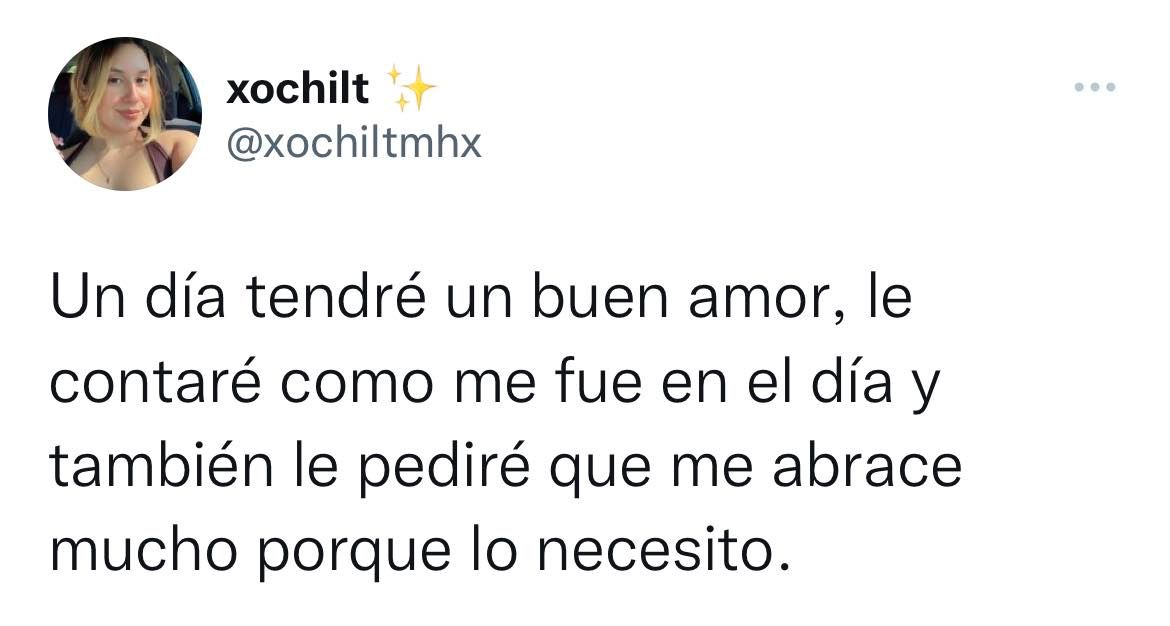 xochilt ✨
@xochiltmhx
Un día tendré un buen amor, le
contaré como me fue en el día y
también le pediré que me abrace
mucho porque lo necesito.